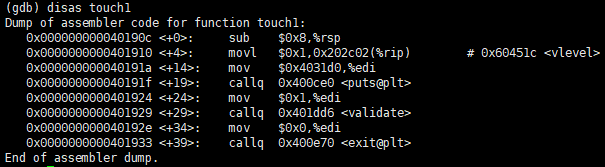 (gdb) disas touch1
Dump of assembler code for function touch1:
   0x000000000040190c <+0>:     sub    $0x8,%rsp
   0x0000000000401910 <+4>:     movl   $0x1,0x202c02(%rip)        # 0x60451c <vlevel>
   0x000000000040191a <+14>:    mov    $0x4031d0,%edi
   0x000000000040191f <+19>:    callq  0x400ce0 <puts@plt>
   0x0000000000401924 <+24>:    mov    $0x1,%edi
   0x0000000000401929 <+29>:    callq  0x401dd6 <validate>
   0x000000000040192e <+34>:    mov    $0x0,%edi
   0x0000000000401933 <+39>:    callq  0x400e70 <exit@plt>
End of assembler dump.